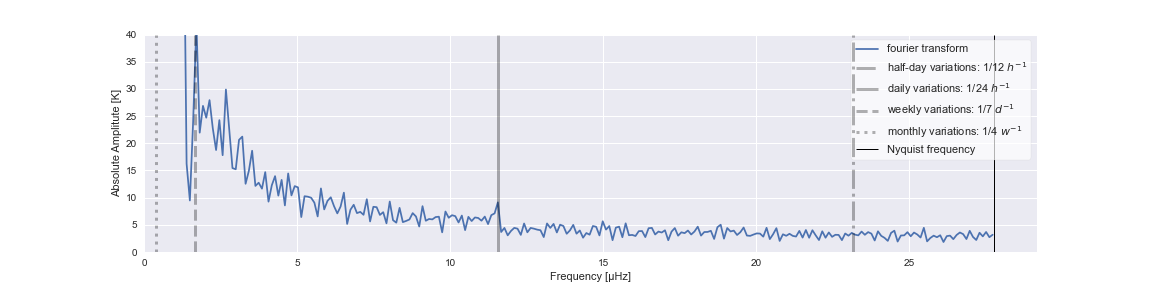 40
35
30
25
20
15
10
5
0
Absolute Amplitude [K]
fourier transform
half-day variations: 1/12 h⁻¹
daily variations: 1/24 h⁻¹
weekly variations: 1/7 d⁻¹
monthly variations: 1/4 w⁻¹
Nyquist frequency
0 5 10 15 20 25
Frequency [µHz]